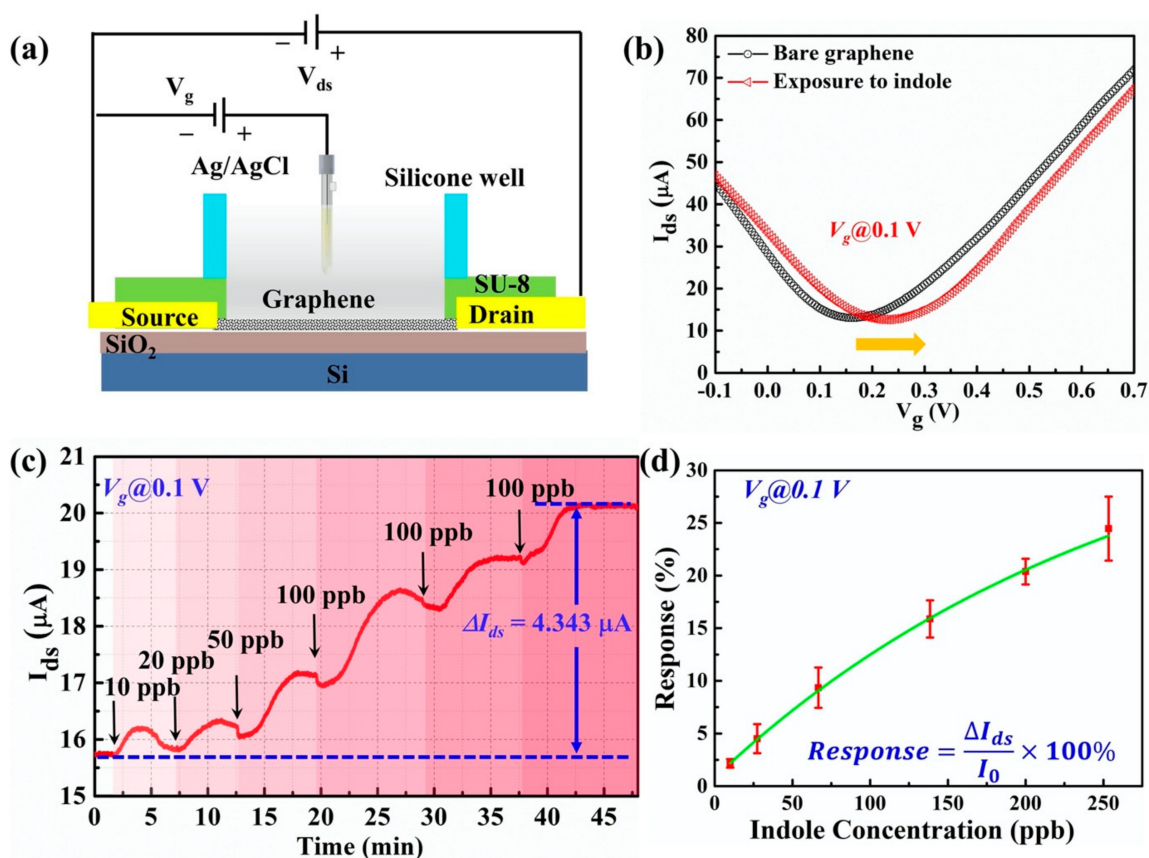 (a)
− +
V_ds
V_g
− +
Ag/AgCl
Silicone well
SU-8
Graphene
Source
Drain
SiO₂
Si
(b)
Bare graphene
Exposure to indole
V_g@0.1 V
80
70
60
50
40
30
20
10
0
I_ds (μA)
-0.1 0.0 0.1 0.2 0.3 0.4 0.5 0.6 0.7
V_g (V)
(c)
V_g@0.1 V
21
20
19
18
17
16
15
I_ds (μA)
10 ppb
20 ppb
50 ppb
100 ppb
100 ppb
100 ppb
ΔI_ds = 4.343 μA
0 5 10 15 20 25 30 35 40 45
Time (min)
(d)
V_g@0.1 V
30
25
20
15
10
5
0
Response (%)
Response = ΔI_ds/I_0 × 100%
0 50 100 150 200 250
Indole Concentration (ppb)